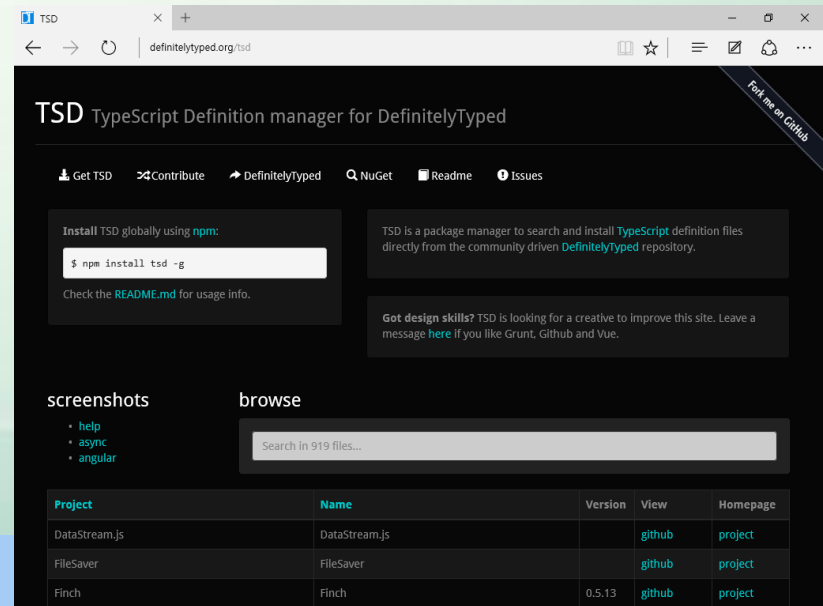 TSD
definitelytyped.org/tsd
Fork me on GitHub
TSD TypeScript Definition manager for DefinitelyTyped
Get TSD Contribute DefinitelyTyped NuGet Readme Issues
Install TSD globally using npm:
$ npm install tsd -g
Check the README.md for usage info.
TSD is a package manager to search and install TypeScript definition files
directly from the community driven DefinitelyTyped repository.
Got design skills? TSD is looking for a creative to improve this site. Leave a
message here if you like Grunt, Github and Vue.
screenshots
• help
• async
• angular
browse
Search in 919 files...
Project Name Version View Homepage
DataStream.js DataStream.js github project
FileSaver FileSaver github project
Finch Finch 0.5.13 github project